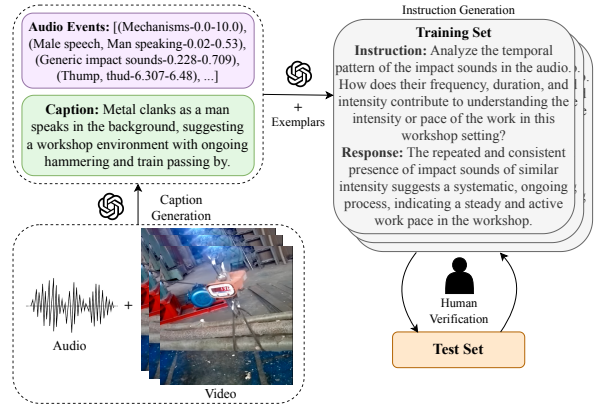 Audio Events: [(Mechanisms-0.0-10.0),
(Male speech, Man speaking-0.02-0.53),
(Generic impact sounds-0.228-0.709),
(Thump, thud-6.307-6.48), ...]
Caption: Metal clanks as a man
speaks in the background, suggesting
a workshop environment with ongoing
hammering and train passing by.
Caption
Generation
+
Audio
Video
+
Exemplars
Instruction Generation
Training Set
Instruction: Analyze the temporal
pattern of the impact sounds in the audio.
How does their frequency, duration, and
intensity contribute to understanding the
intensity or pace of the work in this
workshop setting?
Response: The repeated and consistent
presence of impact sounds of similar
intensity suggests a systematic, ongoing
process, indicating a steady and active
work pace in the workshop.
Human
Verification
Test Set